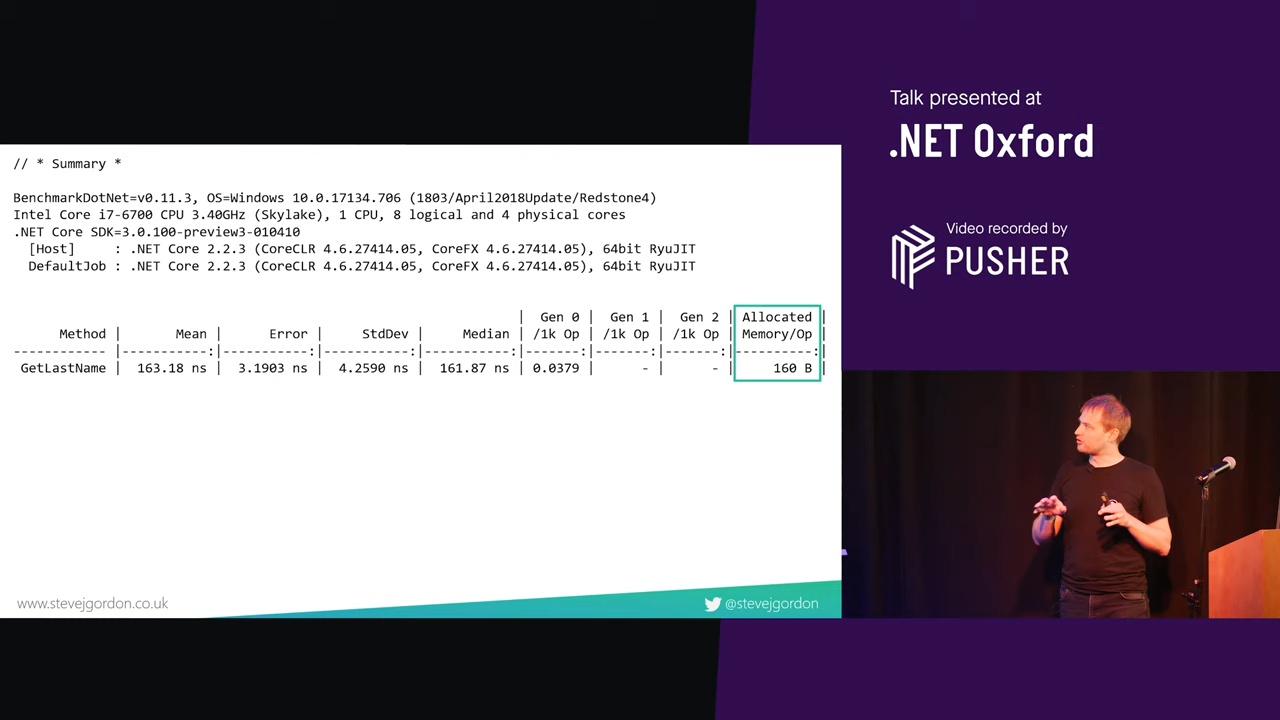 // * Summary *
BenchmarkDotNet=v0.11.3, OS=Windows 10.0.17134.706 (1803/April2018Update/Redstone4)
Intel Core i7-6700 CPU 3.40GHz (Skylake), 1 CPU, 8 logical and 4 physical cores
.NET Core SDK=3.0.100-preview3-010410
[Host] : .NET Core 2.2.3 (CoreCLR 4.6.27414.05, CoreFX 4.6.27414.05), 64bit RyuJIT
DefaultJob : .NET Core 2.2.3 (CoreCLR 4.6.27414.05, CoreFX 4.6.27414.05), 64bit RyuJIT
| Gen 0 | Gen 1 | Gen 2 | Allocated |
Method | Mean | Error | StdDev | Median | /1k Op | /1k Op | /1k Op | Memory/Op |
------------ |----------:|----------:|----------:|----------:|-------:|-------:|-------:|----------:|
GetLastName | 163.18 ns | 3.1903 ns | 4.2590 ns | 161.87 ns | 0.0379 | - | - | 160 B |
www.stevejgordon.co.uk
@stevejgordon
Talk presented at
.NET Oxford
Video recorded by
PUSHER